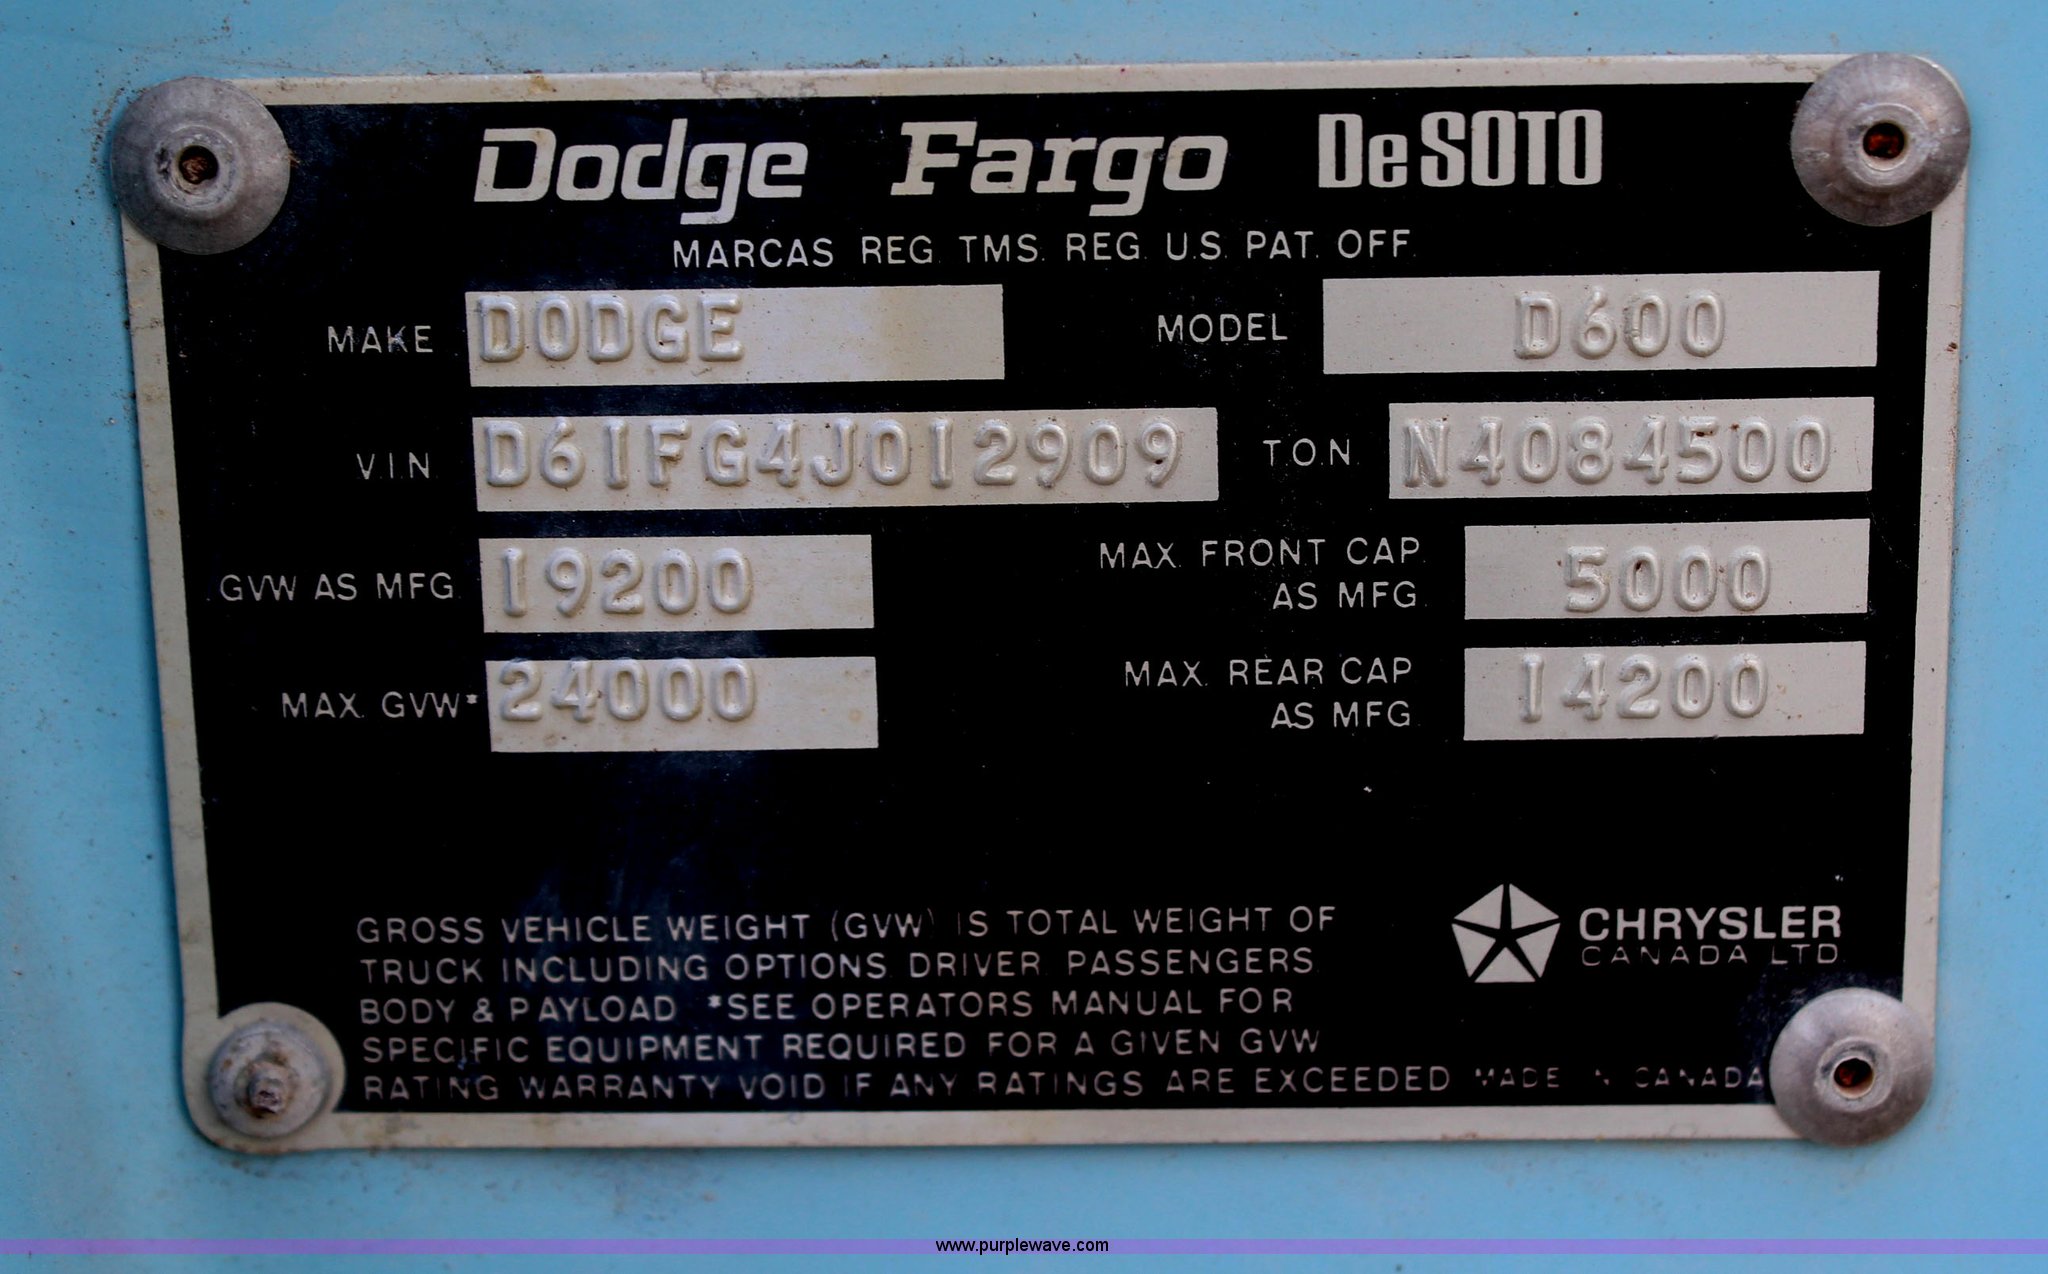 Dodge Fargo DeSOTO
MARCAS REG. TMS. REG. U.S. PAT. OFF.
MAKE DODGE MODEL D600
V.I.N. D61FG4J012909 T.O.N. N4084500
GVW AS MFG. 19200 MAX. FRONT CAP. AS MFG. 5000
MAX. GVW* 24000 MAX. REAR CAP. AS MFG. 14200
GROSS VEHICLE WEIGHT (GVW) IS TOTAL WEIGHT OF
TRUCK INCLUDING OPTIONS DRIVER PASSENGERS
BODY & PAYLOAD *SEE OPERATORS MANUAL FOR
SPECIFIC EQUIPMENT REQUIRED FOR A GIVEN GVW
RATING WARRANTY VOID IF ANY RATINGS ARE EXCEEDED MADE IN CANADA
CHRYSLER
CANADA LTD.
www.purplewave.com